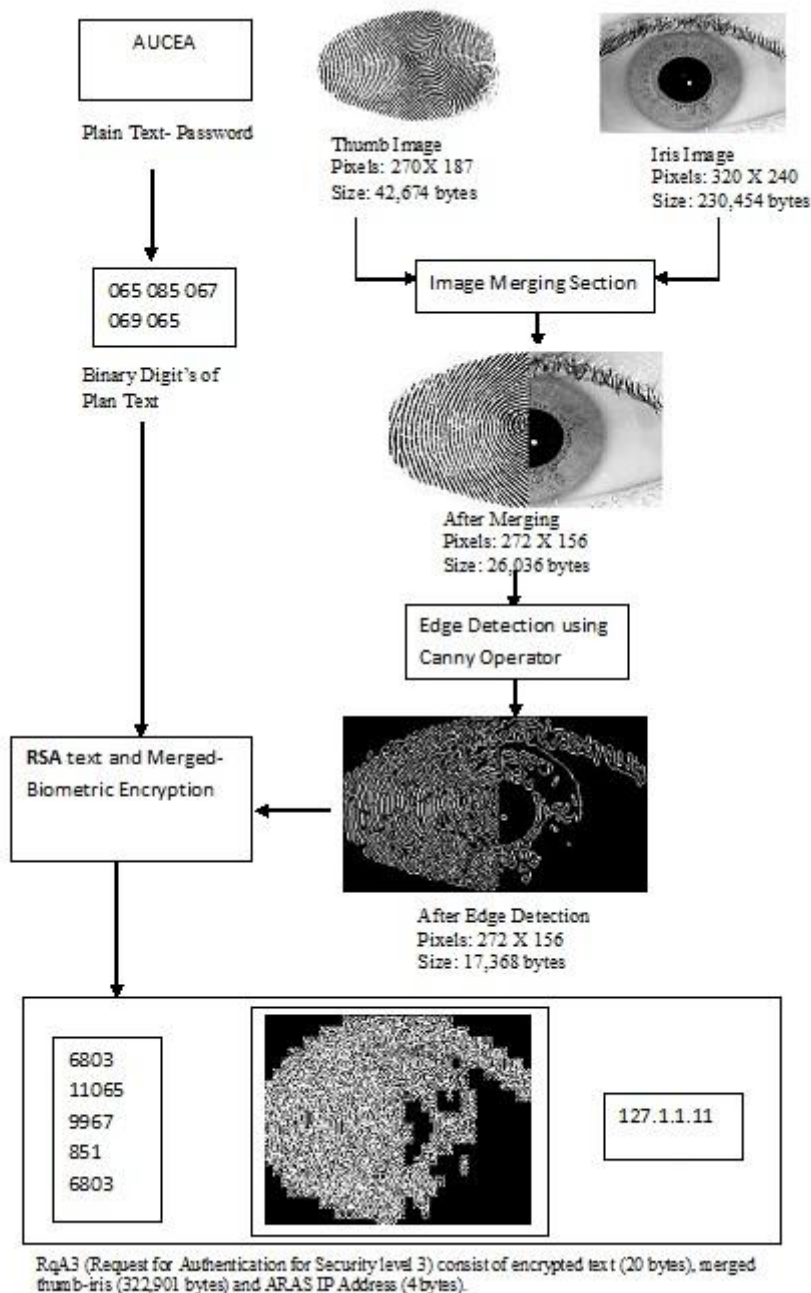 AUCEA
Plain Text- Password
Thumb Image
Pixels: 270 X 187
Size: 42,674 bytes
Iris Image
Pixels: 320 X 240
Size: 230,454 bytes
065 085 067
069 065
Binary Digit's of
Plan Text
Image Merging Section
After Merging
Pixels: 272 X 156
Size: 26,036 bytes
Edge Detection using
Canny Operator
RSA text and Merged-
Biometric Encryption
After Edge Detection
Pixels: 272 X 156
Size: 17,368 bytes
6803
11065
9967
851
6803
127.1.1.11
RqA3 (Request for Authentication for Security level 3) consist of encrypted text (20 bytes), merged
thumb-iris (322,901 bytes) and ARAS IP Address (4 bytes).